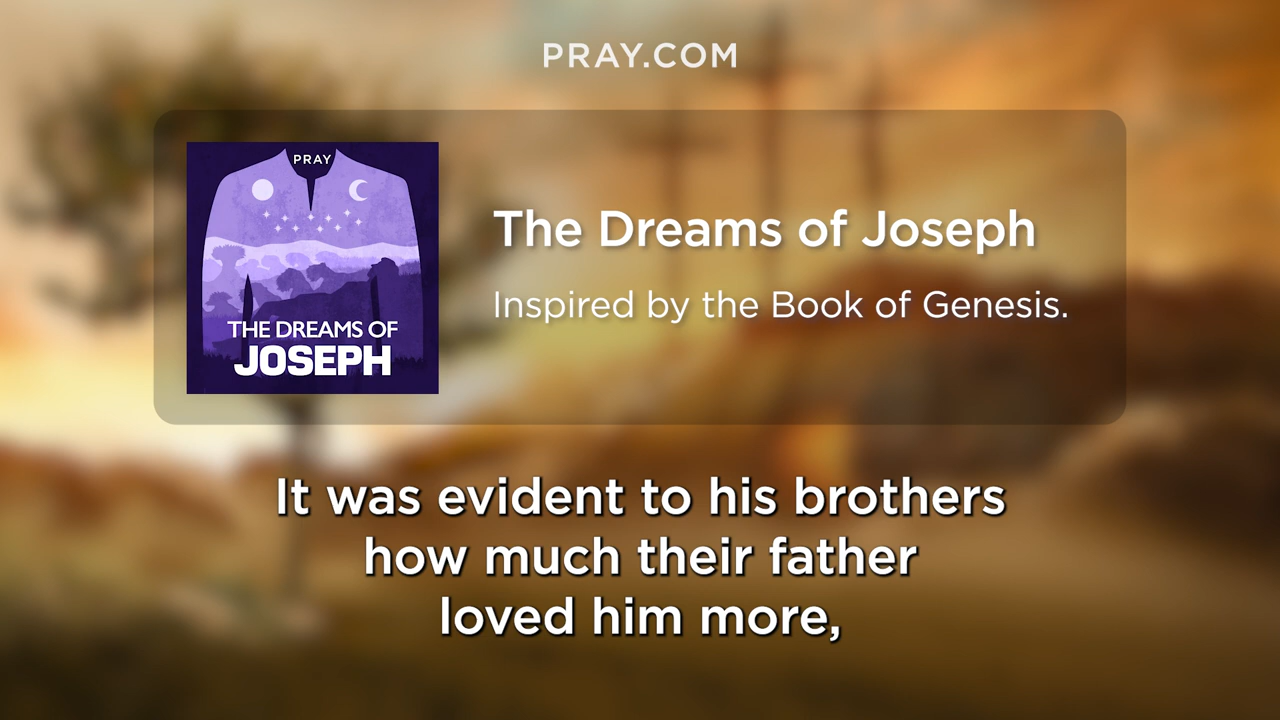 PRAY.COM
PRAY
THE DREAMS OF
JOSEPH
The Dreams of Joseph
Inspired by the Book of Genesis.
It was evident to his brothers
how much their father
loved him more,